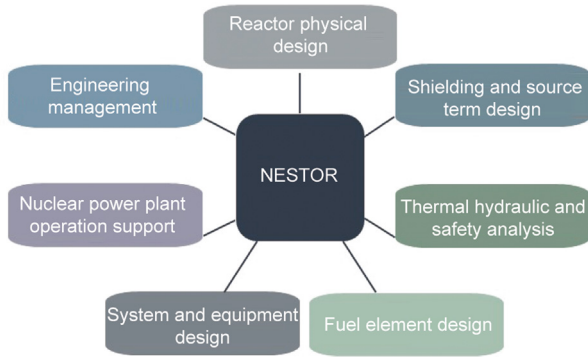 Reactor physical
design
Engineering
management
Shielding and source
term design
NESTOR
Nuclear power plant
operation support
Thermal hydraulic and
safety analysis
System and equipment
design
Fuel element design